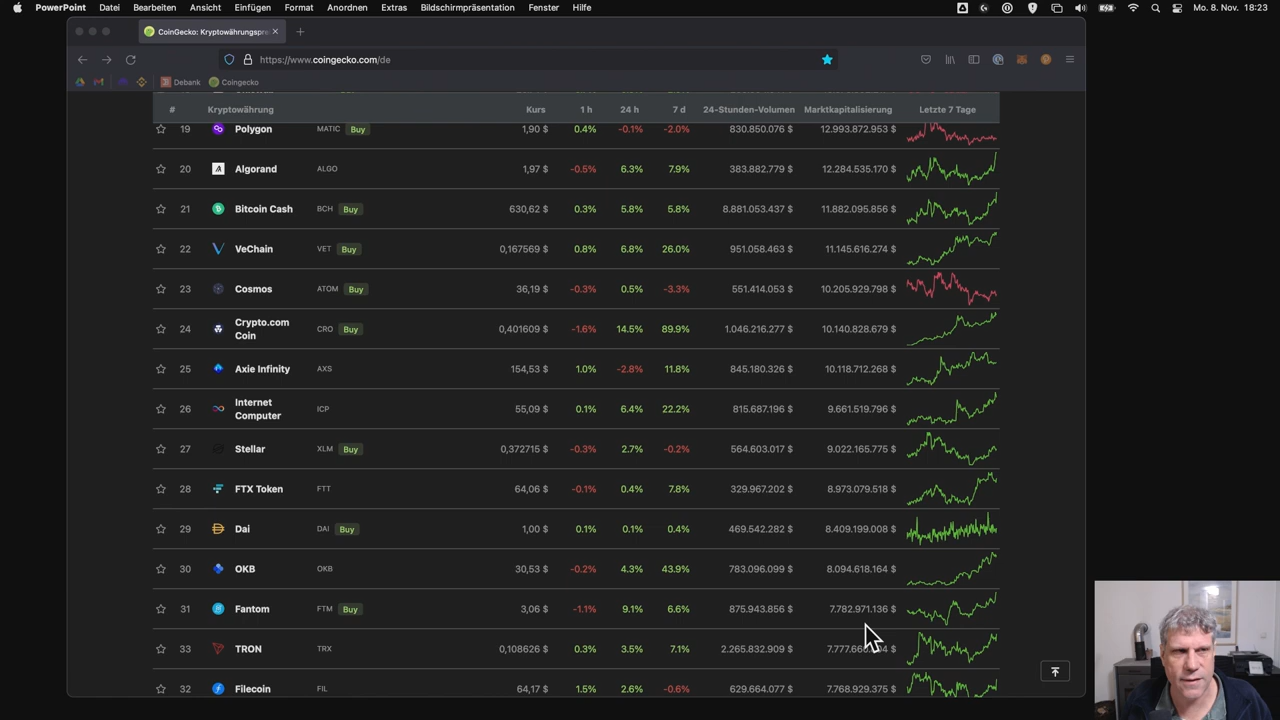 PowerPoint Datei Bearbeiten Ansicht Einfügen Format Anordnen Extras Bildschirmpräsentation Fenster Hilfe Mo. 8. Nov. 18:23
CoinGecko: Kryptowährungspre
https://www.coingecko.com/de
Debank Coingecko
# Kryptowährung Kurs 1 h 24 h 7 d 24-Stunden-Volumen Marktkapitalisierung Letzte 7 Tage
19 Polygon MATIC Buy 1,90 $ 0.4% -0.1% -2.0% 830.850.076 $ 12.993.872.953 $
20 Algorand ALGO 1,97 $ -0.5% 6.3% 7.9% 383.882.779 $ 12.284.535.170 $
21 Bitcoin Cash BCH Buy 630,62 $ 0.3% 5.8% 5.8% 8.881.053.437 $ 11.882.095.856 $
22 VeChain VET Buy 0,167569 $ 0.8% 6.8% 26.0% 951.058.463 $ 11.145.616.274 $
23 Cosmos ATOM Buy 36,19 $ -0.3% 0.5% -3.3% 551.414.053 $ 10.205.929.798 $
24 Crypto.com Coin CRO Buy 0,401609 $ -1.6% 14.5% 89.9% 1.046.216.277 $ 10.140.828.679 $
25 Axie Infinity AXS 154,53 $ 1.0% -2.8% 11.8% 845.180.326 $ 10.118.712.268 $
26 Internet Computer ICP 55,09 $ 0.1% 6.4% 22.2% 815.687.196 $ 9.661.519.796 $
27 Stellar XLM Buy 0,372715 $ -0.3% 2.7% -0.2% 564.603.017 $ 9.022.165.775 $
28 FTX Token FTT 64,06 $ -0.1% 0.4% 7.8% 329.967.202 $ 8.973.079.518 $
29 Dai DAI Buy 1,00 $ 0.1% 0.1% 0.4% 469.542.282 $ 8.409.199.008 $
30 OKB OKB 30,53 $ -0.2% 4.3% 43.9% 783.096.099 $ 8.094.618.164 $
31 Fantom FTM Buy 3,06 $ -1.1% 9.1% 6.6% 875.943.856 $ 7.782.971.136 $
33 TRON TRX 0,108626 $ 0.3% 3.5% 7.1% 2.265.832.909 $
32 Filecoin FIL 64,17 $ 1.5% 2.6% -0.6% 629.664.077 $ 7.768.929.375 $